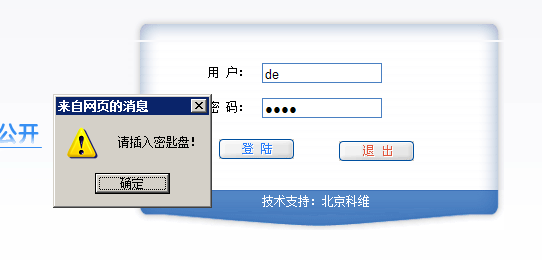 用 户： de
密 码： ●●●●
公开
来自网页的消息
请插入密匙盘！
确定
登 陆
退 出
技术支持：北京科维